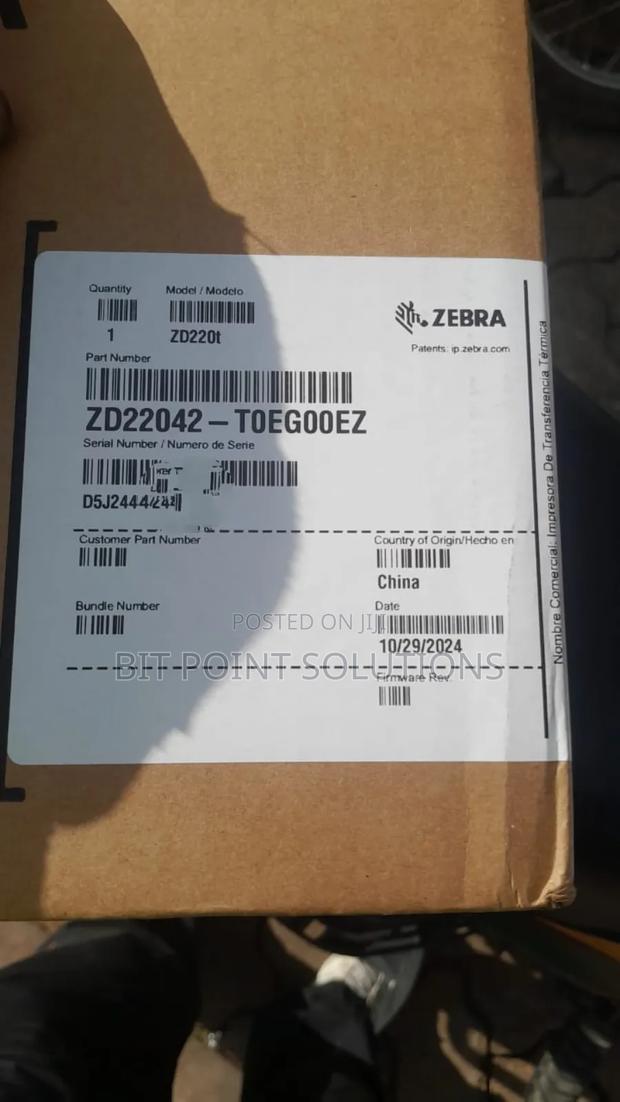 Quantity
Model / Modelo
1
ZD220t
ZEBRA
Patents: ip.zebra.com
Part Number
ZD22042-T0EG00EZ
Serial Number / Numero de Serie
Customer Part Number
Country of Origin/Hecho en
China
Bundle Number
Date
10/29/2024
Firmware Rev.
Nombre Comercial: Impresora De Transferencia Termica
POSTED ON JIJI
BIT POINT SOLUTIONS